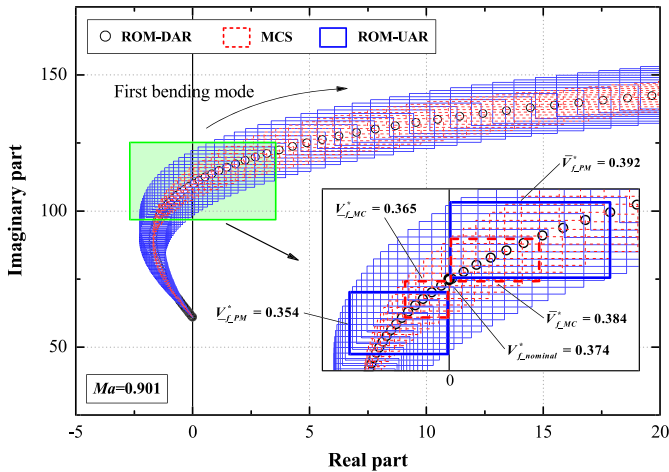 ROM-DAR MCS ROM-UAR
First bending mode
Imaginary part
150
100
50
V*f_MC = 0.365
V̄*f_PM = 0.392
V̲*f_PM = 0.354
V̄*f_MC = 0.384
V*f_nominal = 0.374
0
Ma=0.901
-5 0 5 10 15 20
Real part